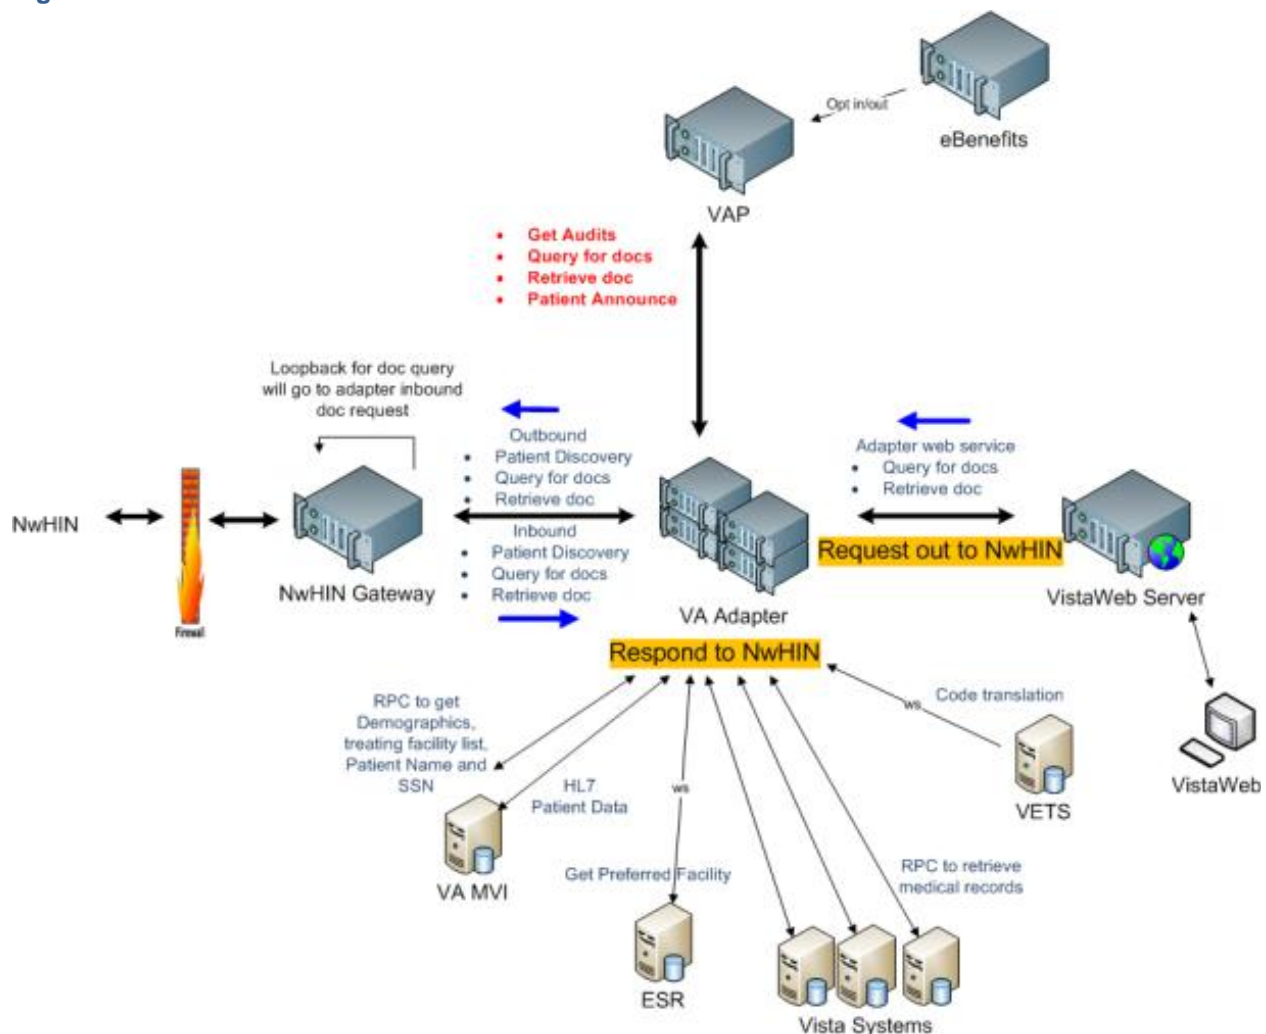 g
Opt in/out
eBenefits
VAP
• Get Audits
• Query for docs
• Retrieve doc
• Patient Announce
Loopback for doc query
will go to adapter inbound
doc request
Outbound
• Patient Discovery
• Query for docs
• Retrieve doc
Adapter web service
• Query for docs
• Retrieve doc
NwHIN
Inbound
• Patient Discovery
• Query for docs
• Retrieve doc
Request out to NwHIN
Firewall
NwHIN Gateway
VA Adapter
VistaWeb Server
Respond to NwHIN
RPC to get
Demographics,
treating facility list,
Patient Name and
SSN
Code translation
ws
HL7
Patient Data
ws
VistaWeb
VETS
VA MVI
Get Preferred Facility
RPC to retrieve
medical records
ESR
Vista Systems